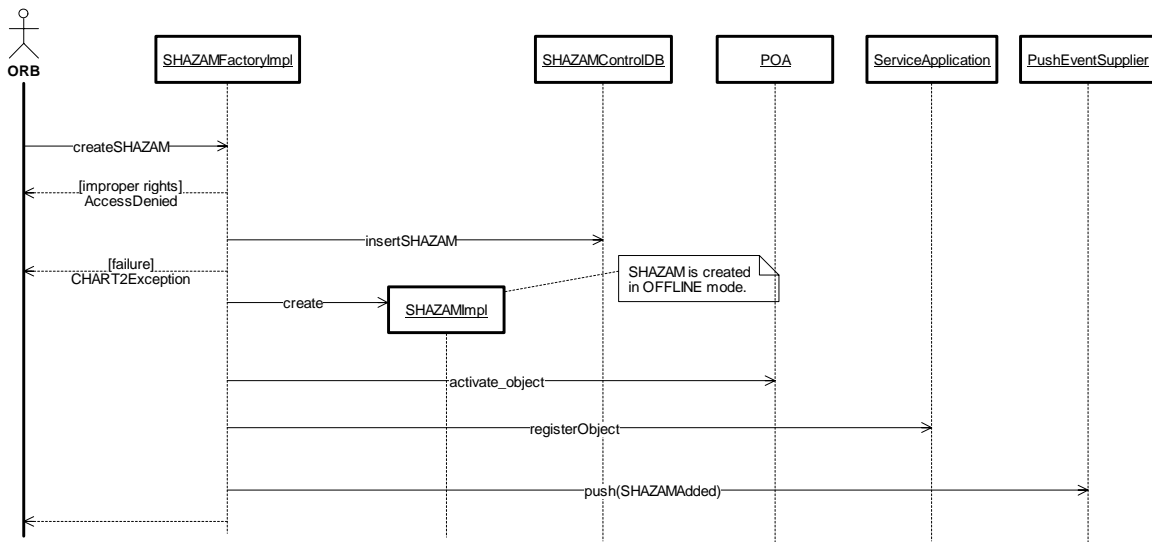 ORB
SHAZAMFactoryImpl
SHAZAMControlDB
POA
ServiceApplication
PushEventSupplier
createSHAZAM
[improper rights]
AccessDenied
insertSHAZAM
[failure]
CHART2Exception
SHAZAM is created
in OFFLINE mode.
create
SHAZAMImpl
activate_object
registerObject
push(SHAZAMAdded)